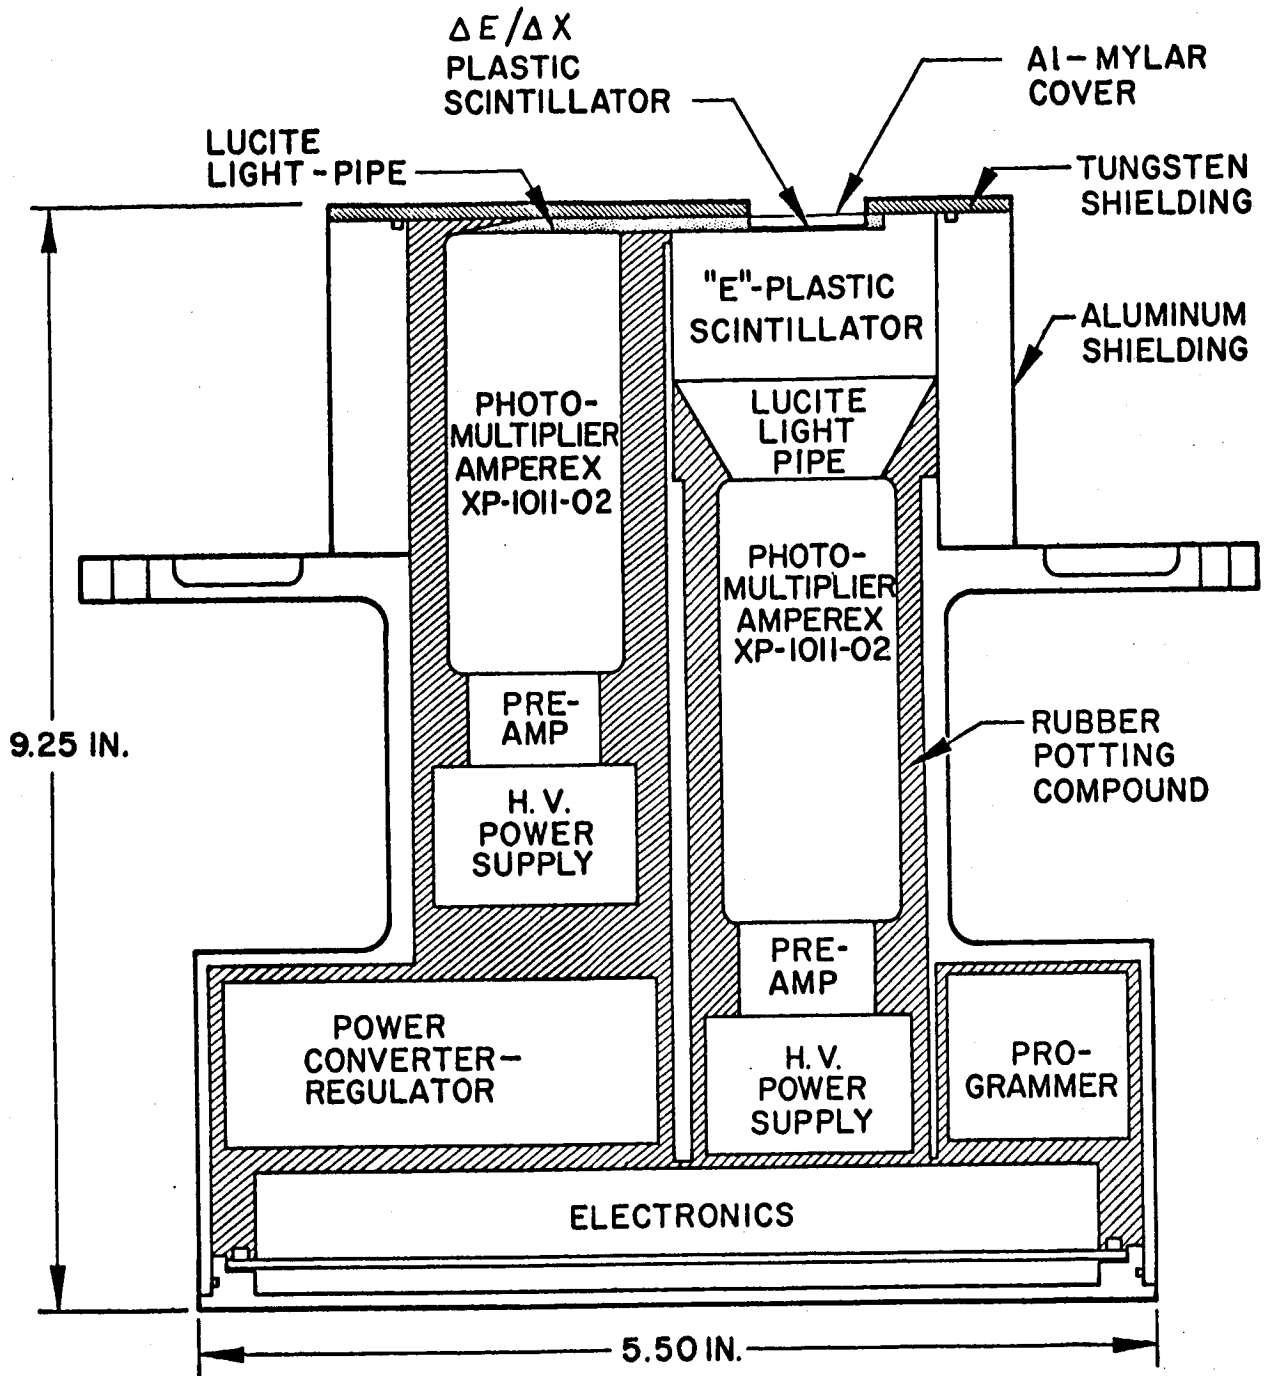 Δ E/Δ X
PLASTIC
SCINTILLATOR
Al-MYLAR
COVER
LUCITE
LIGHT-PIPE
TUNGSTEN
SHIELDING
"E"-PLASTIC
SCINTILLATOR
ALUMINUM
SHIELDING
PHOTO-
MULTIPLIER
AMPEREX
XP-1011-02
LUCITE
LIGHT
PIPE
PHOTO-
MULTIPLIER
AMPEREX
XP-1011-02
PRE-
AMP
9.25 IN.
RUBBER
POTTING
COMPOUND
H. V.
POWER
SUPPLY
PRE-
AMP
POWER
CONVERTER-
REGULATOR
H. V.
POWER
SUPPLY
PRO-
GRAMMER
ELECTRONICS
5.50 IN.